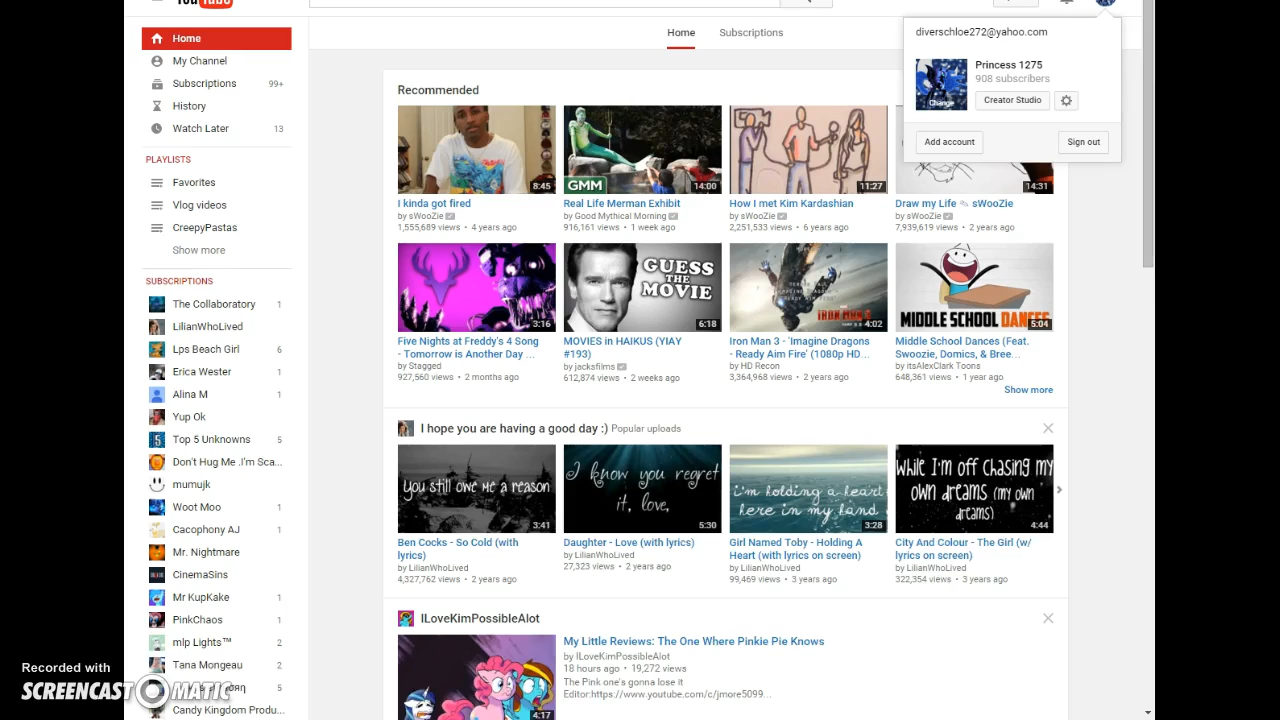 YouTube
diverschloe272@yahoo.com
Princess 1275
908 subscribers
Change
Creator Studio
Add account
Sign out
Home
Subscriptions
Home
My Channel
Subscriptions 99+
History
Watch Later 13
PLAYLISTS
Favorites
Vlog videos
CreepyPastas
Show more
SUBSCRIPTIONS
The Collaboratory 1
LilianWhoLived
Lps Beach Girl 6
Erica Wester 1
Alina M 1
Yup Ok
Top 5 Unknowns 5
Don't Hug Me .I'm Sca...
mumujk
Woot Moo 1
Cacophony AJ 1
Mr. Nightmare
CinemaSins
Mr KupKake 1
PinkChaos 1
mlp Lights™ 2
Tana Mongeau 2
5
Candy Kingdom Produ...
Recommended
8:45
I kinda got fired
by sWooZie
1,555,689 views • 4 years ago
GMM
14:00
Real Life Merman Exhibit
by Good Mythical Morning
916,161 views • 1 week ago
11:27
How I met Kim Kardashian
by sWooZie
2,251,533 views • 6 years ago
14:31
Draw my Life ✎ sWooZie
by sWooZie
7,939,619 views • 2 years ago
3:16
Five Nights at Freddy's 4 Song
- Tomorrow is Another Day ...
by Stagged
927,560 views • 2 months ago
GUESS
THE
MOVIE
6:18
MOVIES in HAIKUS (YIAY
#193)
by jacksfilms
612,874 views • 2 weeks ago
IRON MAN 3
4:02
Iron Man 3 - 'Imagine Dragons
- Ready Aim Fire' (1080p HD...
by HD Recon
3,364,968 views • 2 years ago
MIDDLE SCHOOL DANCES
5:04
Middle School Dances (Feat.
Swoozie, Domics, & Bree...
by itsAlexClark Toons
648,361 views • 1 year ago
Show more
I hope you are having a good day :) Popular uploads
you still owe me a reason
3:41
Ben Cocks - So Cold (with
lyrics)
by LilianWhoLived
4,327,762 views • 2 years ago
I know you regret
it, love,
5:30
Daughter - Love (with lyrics)
by LilianWhoLived
27,323 views • 2 years ago
i'm holding a heart
here in my hand
3:28
Girl Named Toby - Holding A
Heart (with lyrics on screen)
by LilianWhoLived
99,469 views • 3 years ago
While I'm off chasing my
own dreams (my own
dreams)
4:44
City And Colour - The Girl (w/
lyrics on screen)
by LilianWhoLived
322,354 views • 3 years ago
ILoveKimPossibleAlot
4:17
My Little Reviews: The One Where Pinkie Pie Knows
by ILoveKimPossibleAlot
18 hours ago • 19,272 views
The Pink one's gonna lose it
Editor:https://www.youtube.com/c/jmore5099...
Recorded with
SCREENCAST-O-MATIC